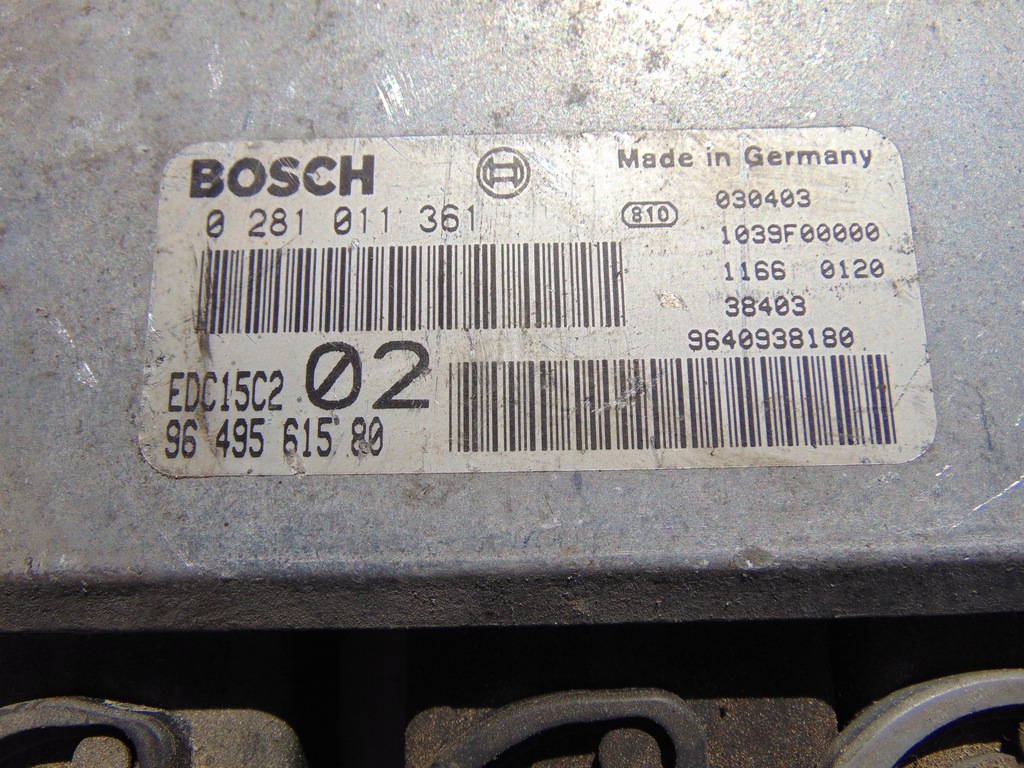 BOSCH
Made in Germany
0 281 011 361
810
030403
1039F00000
1166 0120
38403
9640938180
EDC15C2 02
96 495 615 80